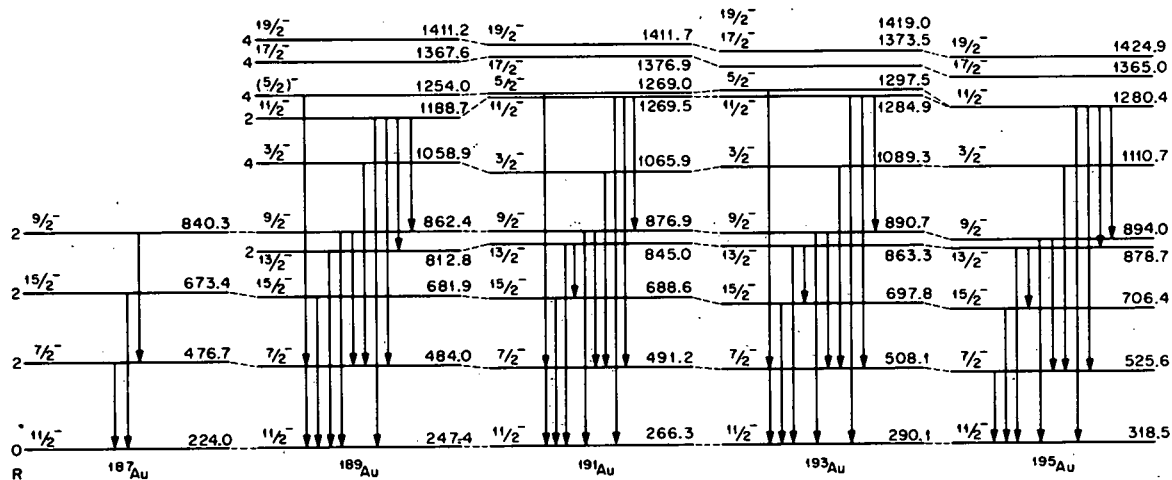 19/2⁻
4 19/2⁻ 1411.2 19/2⁻ 1411.7 17/2⁻ 1419.0 1373.5 19/2⁻ 1424.9
4 17/2⁻ 1367.6 17/2⁻ 1376.9 17/2⁻ 1365.0
4 (5/2)⁻ 1254.0 5/2⁻ 1269.0 5/2⁻ 1297.5
2 11/2⁻ 1188.7 11/2⁻ 1269.5 11/2⁻ 1284.9 11/2⁻ 1280.4
4 3/2⁻ 1058.9 3/2⁻ 1065.9 3/2⁻ 1089.3 3/2⁻ 1110.7
2 9/2⁻ 840.3 9/2⁻ 862.4 9/2⁻ 876.9 9/2⁻ 890.7 9/2⁻ 894.0
2 13/2⁻ 812.8 13/2⁻ 845.0 13/2⁻ 863.3 13/2⁻ 878.7
2 15/2⁻ 673.4 15/2⁻ 681.9 15/2⁻ 688.6 15/2⁻ 697.8 15/2⁻ 706.4
2 7/2⁻ 476.7 7/2⁻ 484.0 7/2⁻ 491.2 7/2⁻ 508.1 7/2⁻ 525.6
0 11/2⁻ 224.0 11/2⁻ 247.4 11/2⁻ 266.3 11/2⁻ 290.1 11/2⁻ 318.5
R ¹⁸⁷Au ¹⁸⁹Au ¹⁹¹Au ¹⁹³Au ¹⁹⁵Au